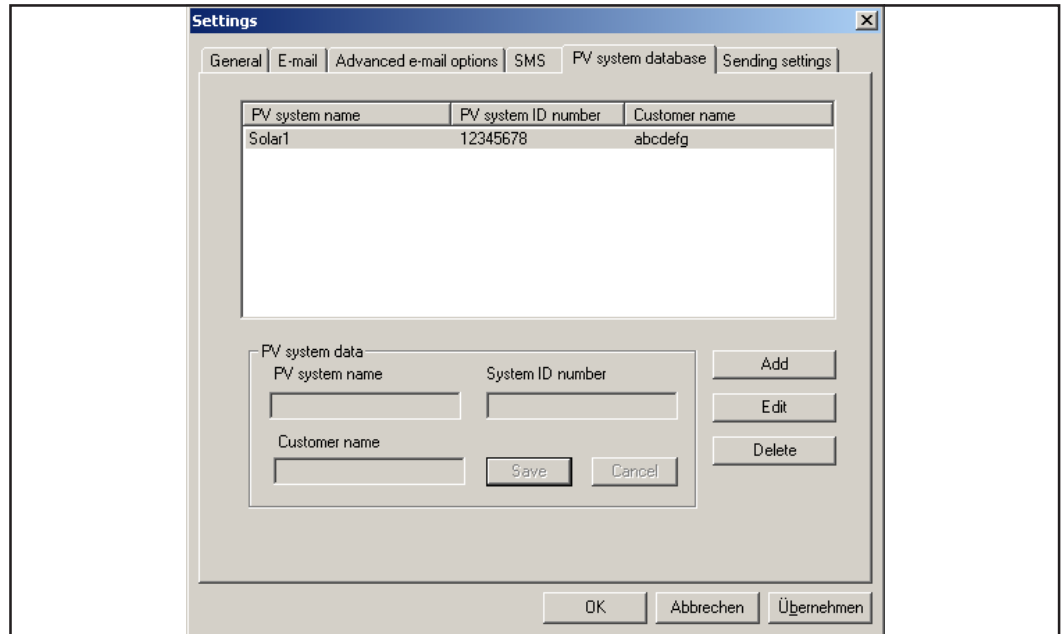 Settings
General E-mail Advanced e-mail options SMS PV system database Sending settings
PV system name PV system ID number Customer name
Solar1 12345678 abcdefg
PV system data
PV system name System ID number
Customer name
Save Cancel
Add
Edit
Delete
OK Abbrechen Übernehmen